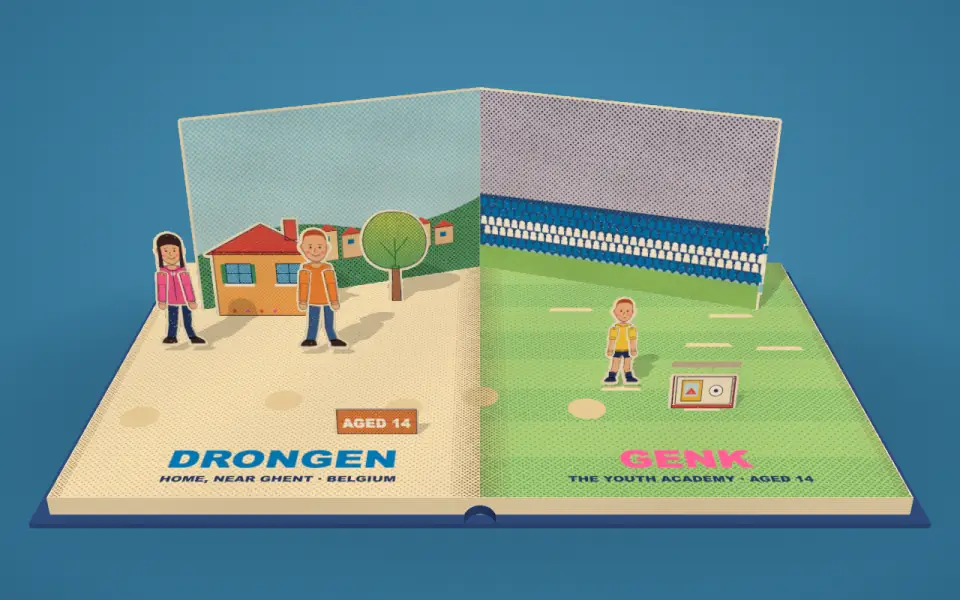 AGED 14
DRONGEN
HOME, NEAR GHENT · BELGIUM
GENK
THE YOUTH ACADEMY · AGED 14